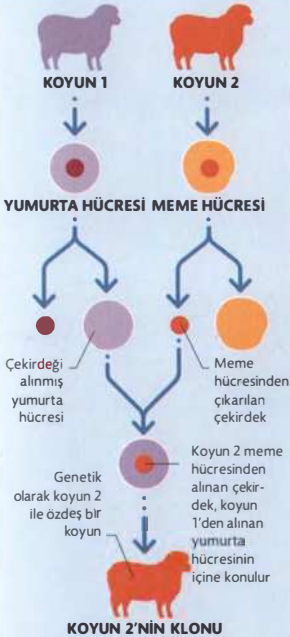 KOYUN 1
KOYUN 2
YUMURTA HÜCRESİ
MEME HÜCRESİ
Çekirdeği
alınmış
yumurta
hücresi
Meme
hücresinden
çıkarılan
çekirdek
Genetik
olarak koyun 2
ile özdeş bir
koyun
Koyun 2 meme
hücresinden
alınan çekir-
dek, koyun
1'den alınan
yumurta
hücresinin
içine konulur
KOYUN 2'NİN KLONU